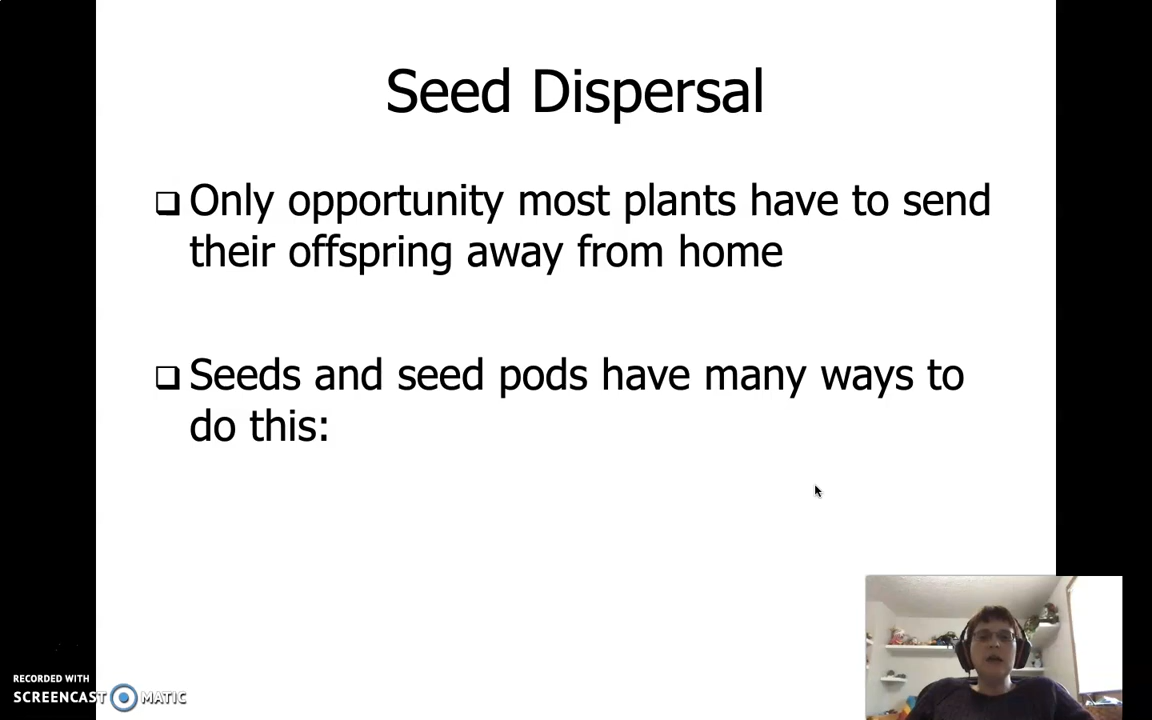 Seed Dispersal
Only opportunity most plants have to send
their offspring away from home
Seeds and seed pods have many ways to
do this:
RECORDED WITH
SCREENCAST MATIC